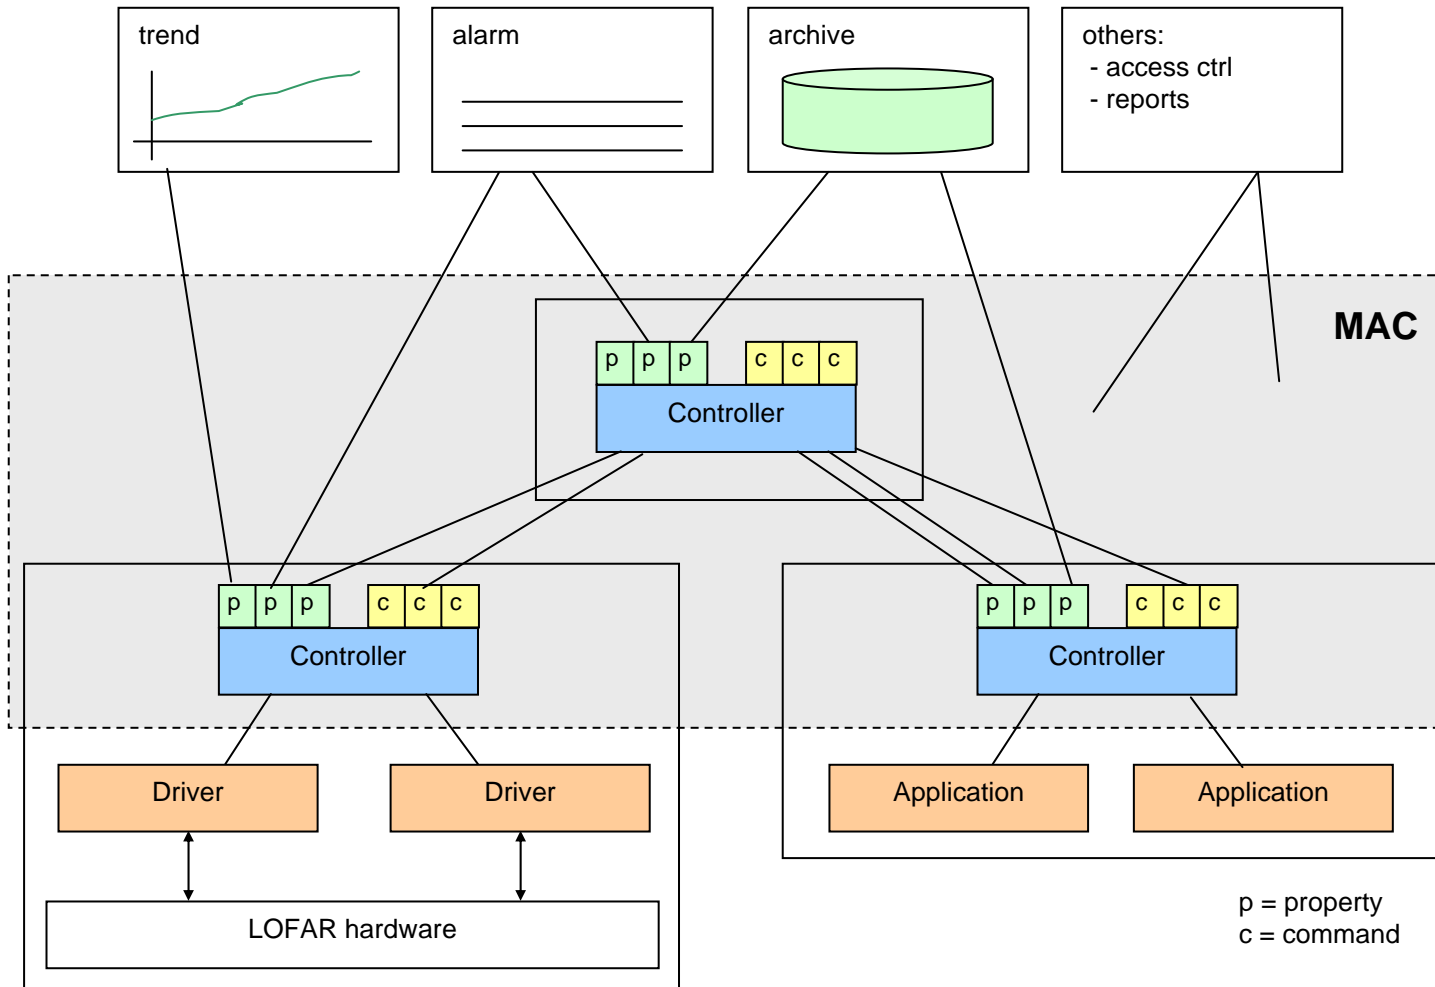 trend
alarm
archive
others:
- access ctrl
- reports
MAC
p p p c c c
Controller
p p p c c c
Controller
p p p c c c
Controller
Driver
Driver
Application
Application
LOFAR hardware
p = property
c = command